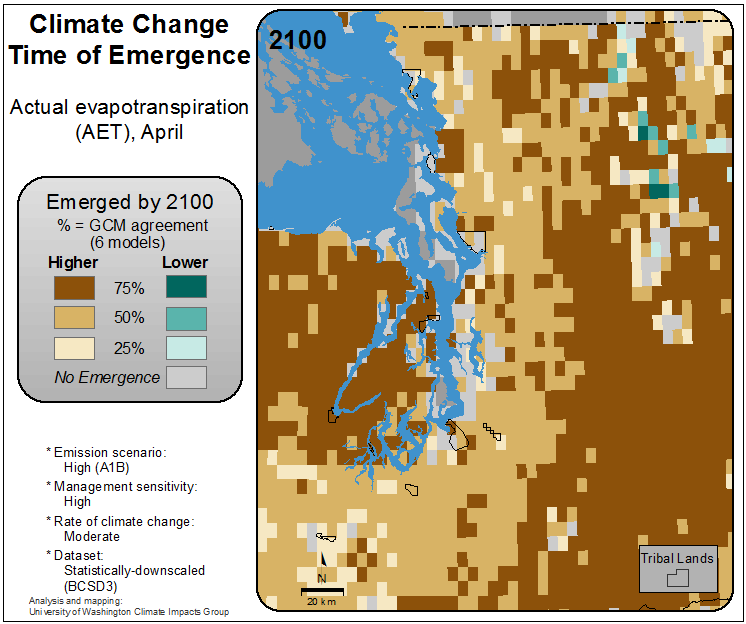 Climate Change
Time of Emergence
Actual evapotranspiration
(AET), April
Emerged by 2100
% = GCM agreement
(6 models)
Higher Lower
75%
50%
25%
No Emergence
* Emission scenario:
High (A1B)
* Management sensitivity:
High
* Rate of climate change:
Moderate
* Dataset:
Statistically-downscaled
(BCSD3)
Analysis and mapping:
University of Washington Climate Impacts Group
2100
N
20 km
Tribal Lands